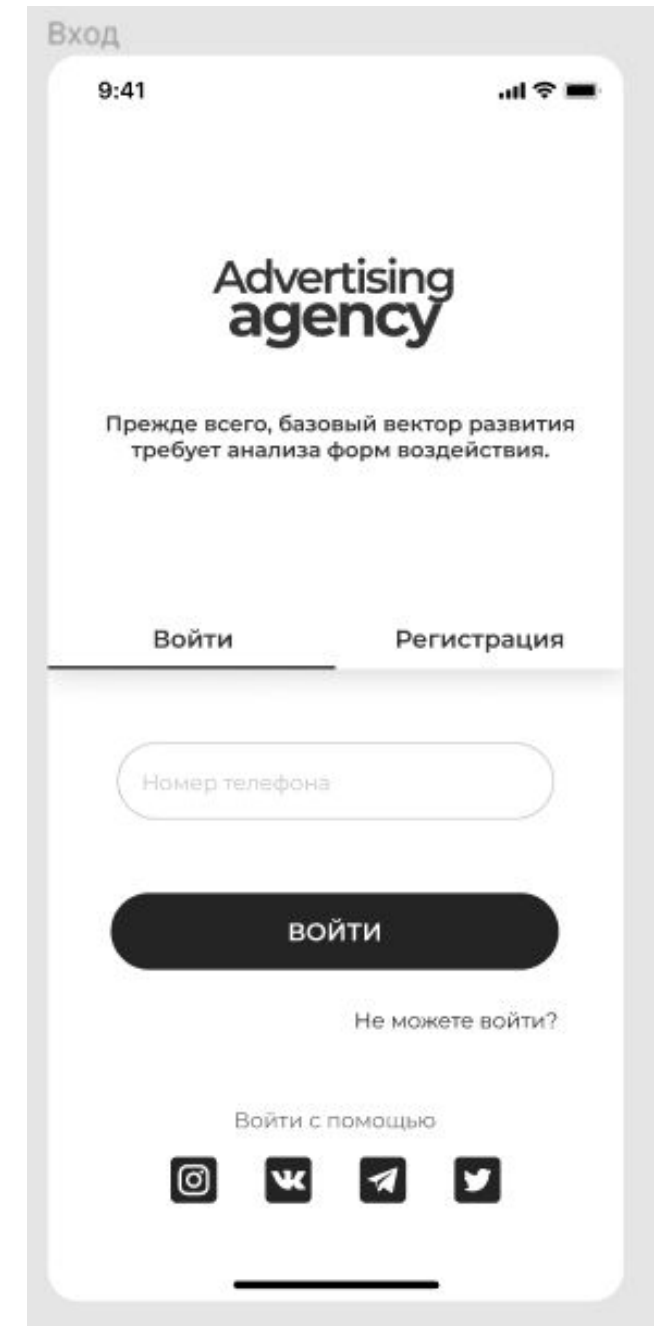 Вход
9:41
Advertising
agency
Прежде всего, базовый вектор развития
требует анализа форм воздействия.
Войти
Регистрация
Номер телефона
ВОЙТИ
Не можете войти?
Войти с помощью